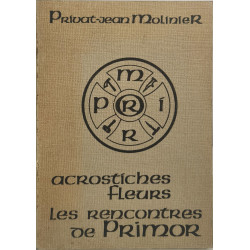 Privat-Jean MoliNieR
M
P R I
T R
acrostiches
fleurs
Les rencontres
de PRimoR